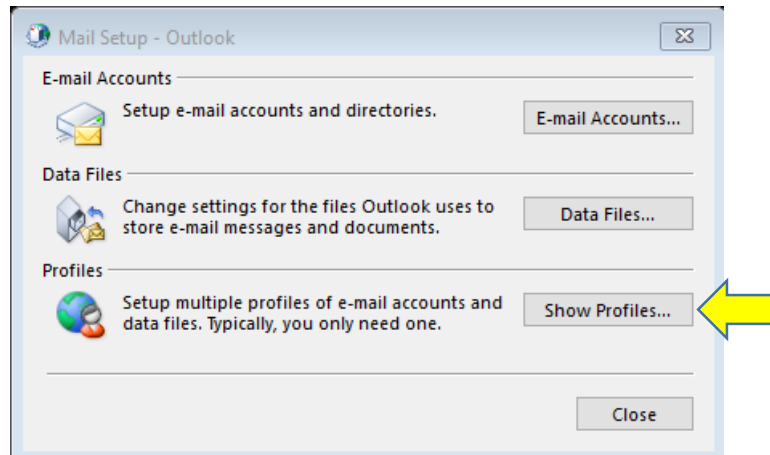 Mail Setup - Outlook
E-mail Accounts
Setup e-mail accounts and directories.
E-mail Accounts...
Data Files
Change settings for the files Outlook uses to
store e-mail messages and documents.
Data Files...
Profiles
Setup multiple profiles of e-mail accounts and
data files. Typically, you only need one.
Show Profiles...
Close